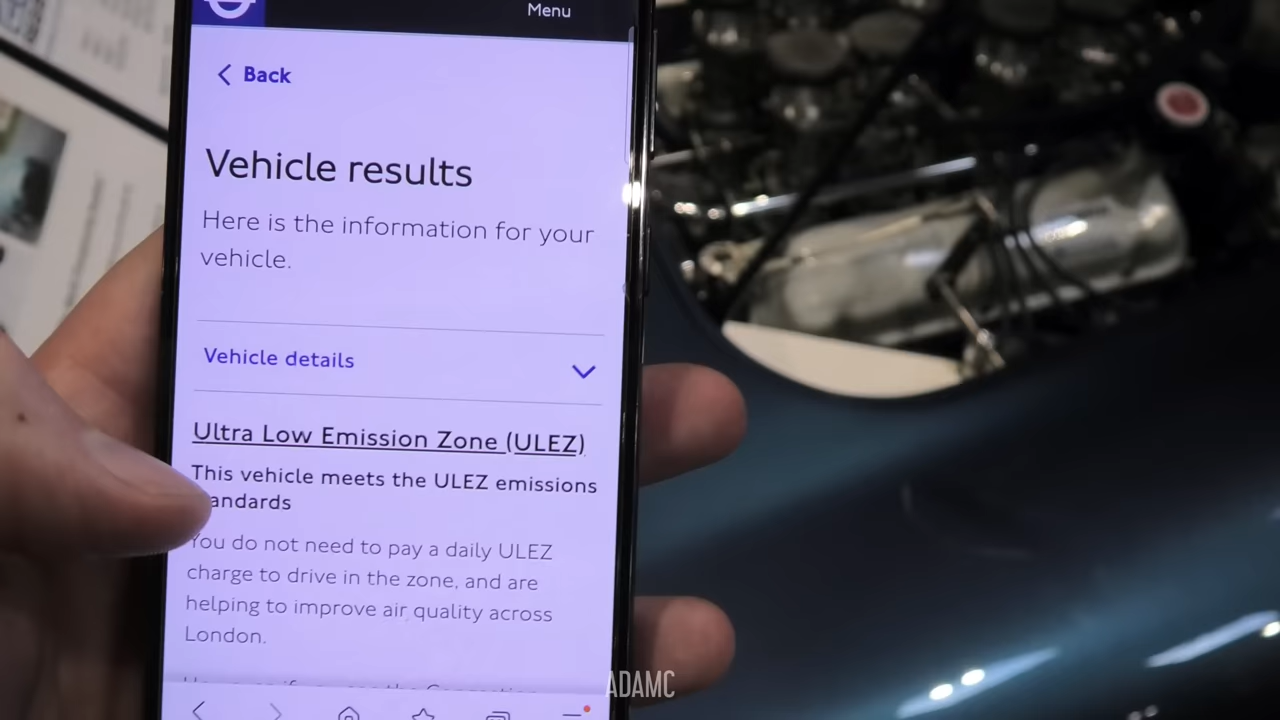 Menu
Back
Vehicle results
Here is the information for your
vehicle.
Vehicle details
Ultra Low Emission Zone (ULEZ)
This vehicle meets the ULEZ emissions
andards
You do not need to pay a daily ULEZ
charge to drive in the zone, and are
helping to improve air quality across
London.
ADAMC